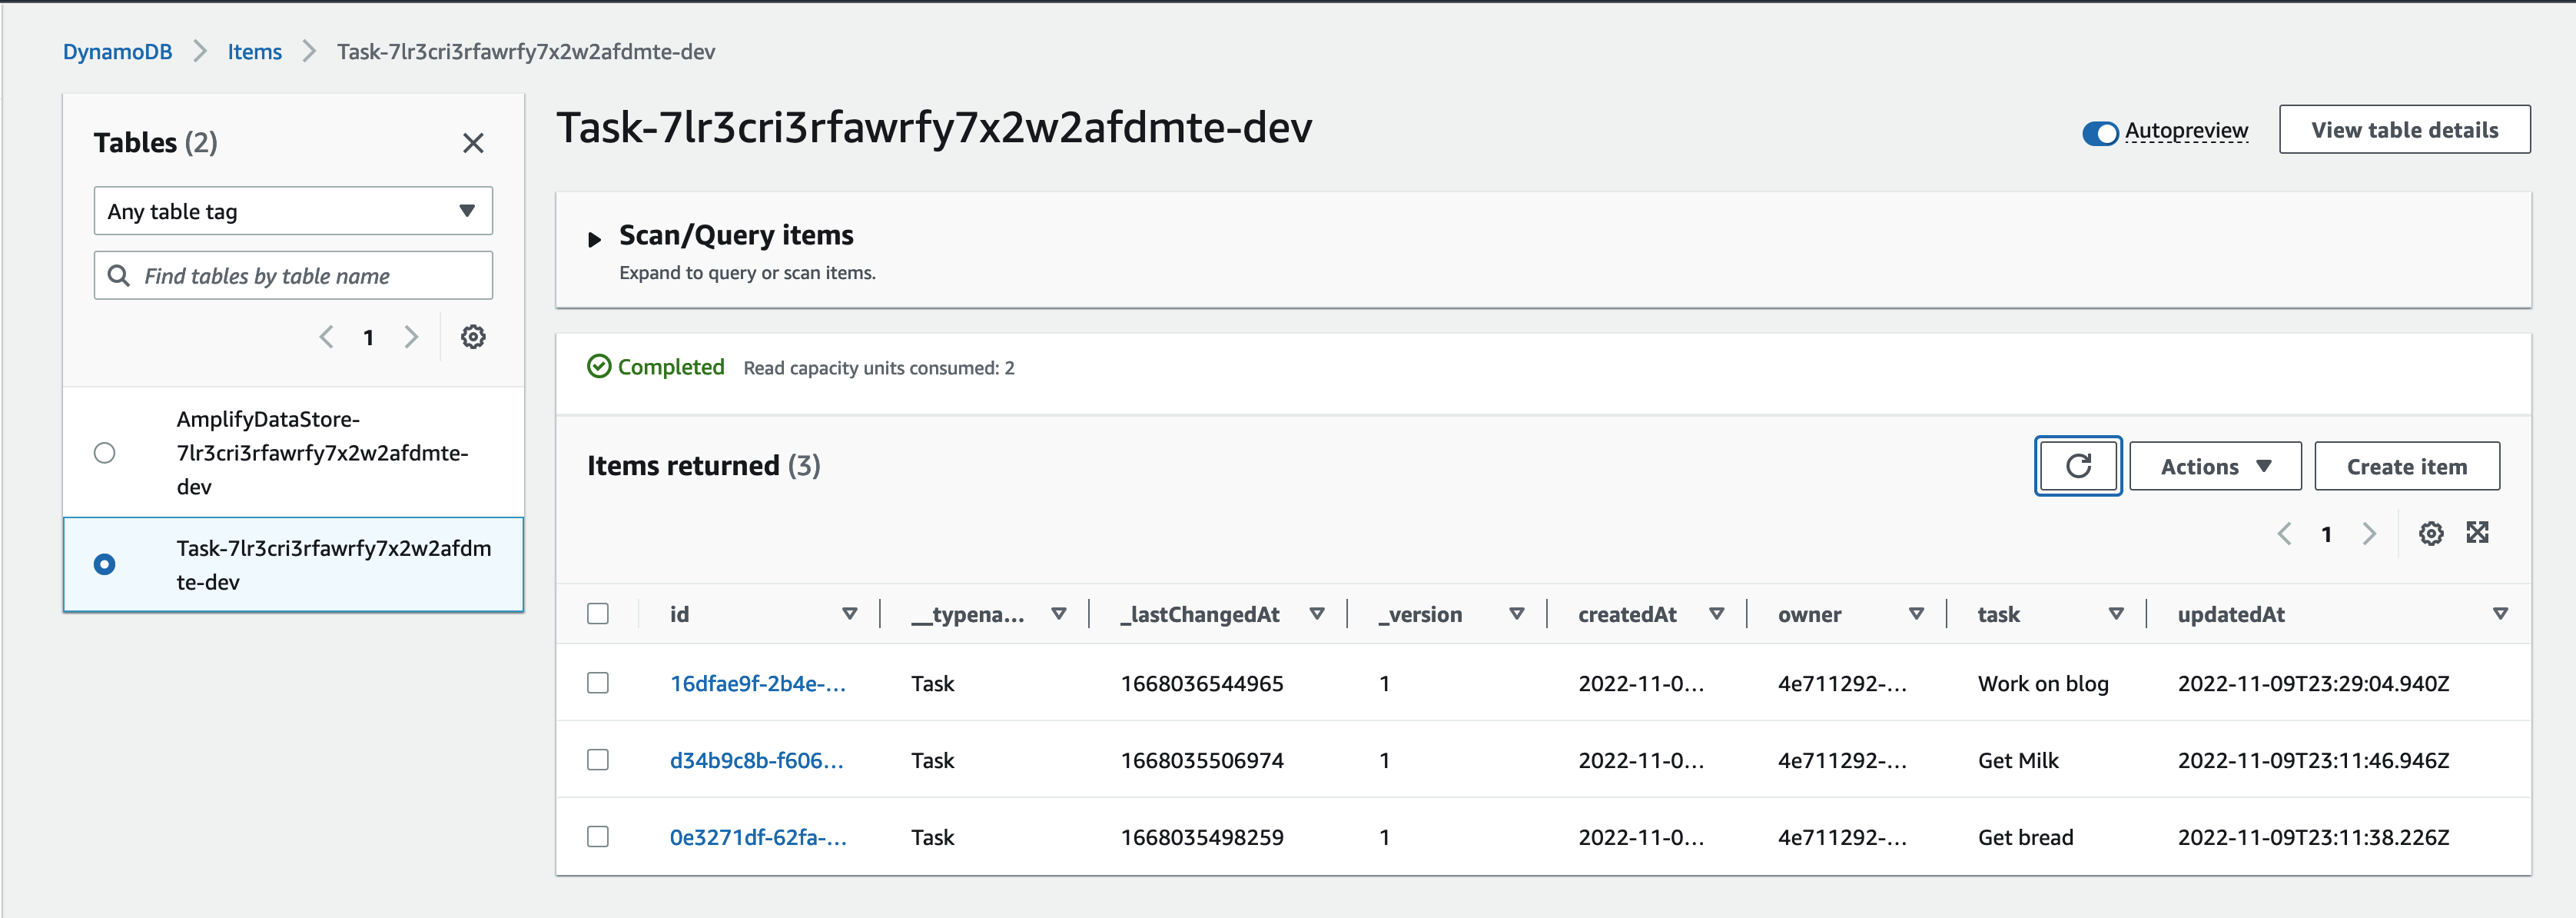 DynamoDB > Items > Task-7lr3cri3rfawrfy7x2w2afdmte-dev
Tables (2)
Any table tag
Find tables by table name
1
AmplifyDataStore-
7lr3cri3rfawrfy7x2w2afdmte-
dev
Task-7lr3cri3rfawrfy7x2w2afdm
te-dev
Task-7lr3cri3rfawrfy7x2w2afdmte-dev
Autopreview
View table details
Scan/Query items
Expand to query or scan items.
Completed Read capacity units consumed: 2
Items returned (3)
Actions
Create item
1
id __typena... _lastChangedAt _version createdAt owner task updatedAt
16dfae9f-2b4e-... Task 1668036544965 1 2022-11-0... 4e711292-... Work on blog 2022-11-09T23:29:04.940Z
d34b9c8b-f606... Task 1668035506974 1 2022-11-0... 4e711292-... Get Milk 2022-11-09T23:11:46.946Z
0e3271df-62fa-... Task 1668035498259 1 2022-11-0... 4e711292-... Get bread 2022-11-09T23:11:38.226Z